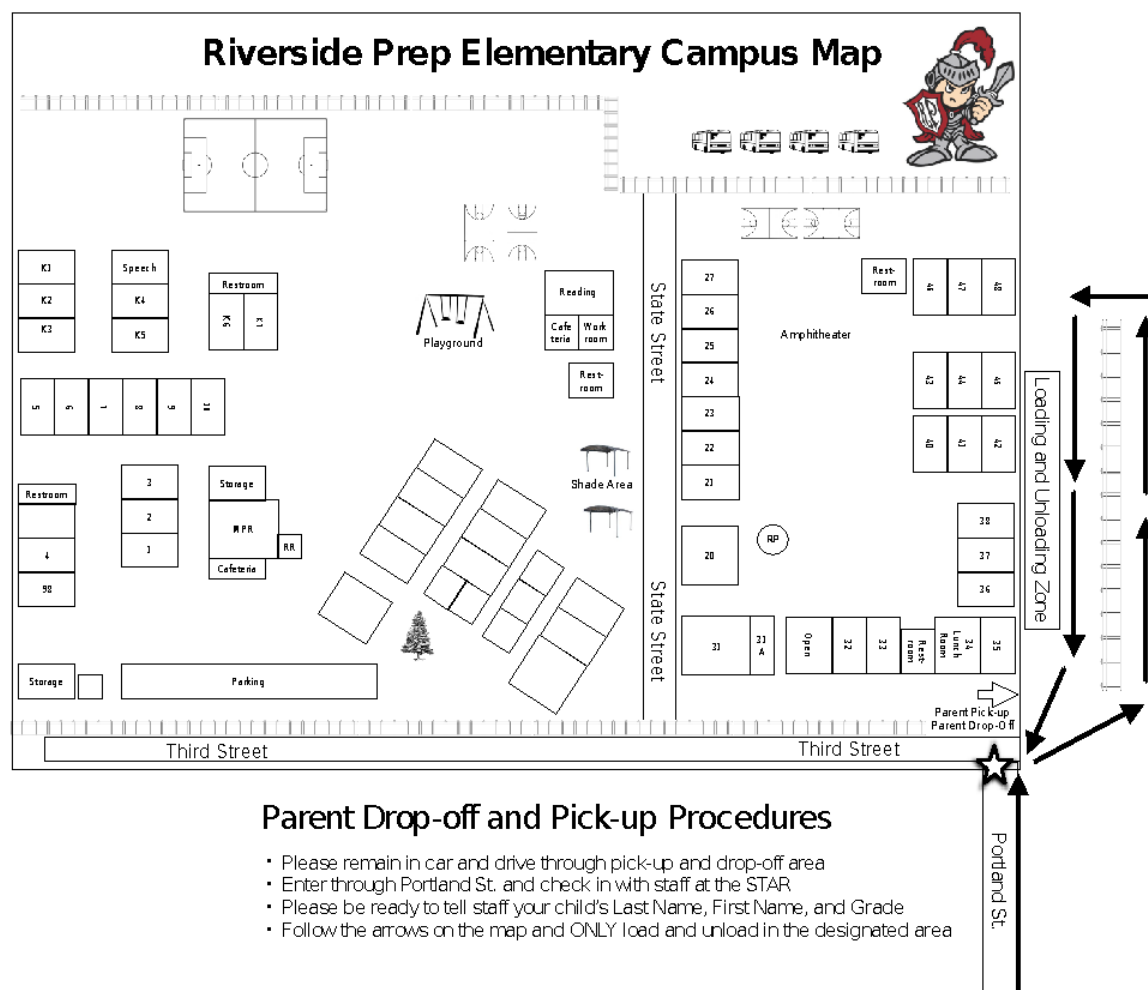 Riverside Prep Elementary Campus Map
K1
K2
K3
Speech
K4
K5
Restroom
K6
K7
Reading
Cafe
teria
Work
room
Rest-
room
Playground
5
6
7
8
9
10
Restroom
4
98
3
2
1
Storage
MPR
RR
Cafeteria
Shade Area
Storage
Parking
State Street
State Street
27
26
25
24
23
22
21
20
RP
Amphitheater
Rest-
room
46
47
48
43
44
45
40
41
42
38
37
36
31
31
A
Open
32
33
Rest-
room
34
Lunch
Room
35
Loading and Unloading Zone
Parent Pick-up
Parent Drop-Off
Third Street
Third Street
Portland St.
Parent Drop-off and Pick-up Procedures
• Please remain in car and drive through pick-up and drop-off area
• Enter through Portland St. and check in with staff at the STAR
• Please be ready to tell staff your child's Last Name, First Name, and Grade
• Follow the arrows on the map and ONLY load and unload in the designated area